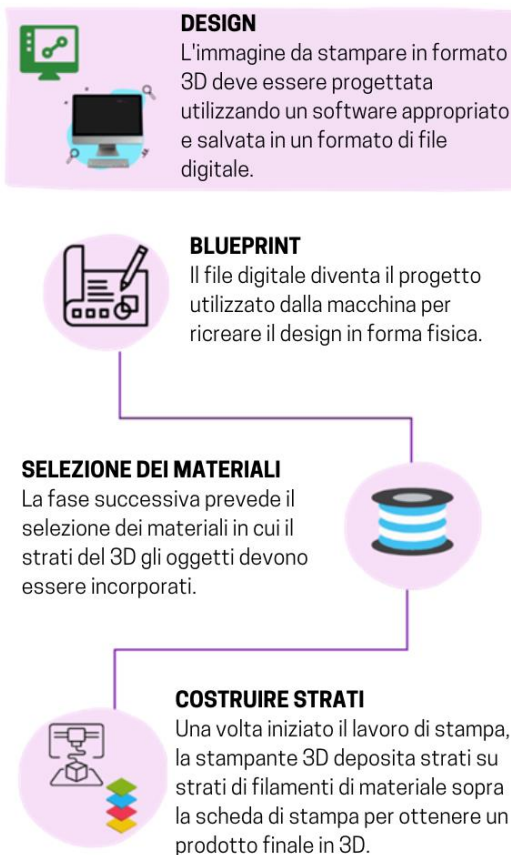 DESIGN
L'immagine da stampare in formato
3D deve essere progettata
utilizzando un software appropriato
e salvata in un formato di file
digitale.
BLUEPRINT
Il file digitale diventa il progetto
utilizzato dalla macchina per
ricreare il design in forma fisica.
SELEZIONE DEI MATERIALI
La fase successiva prevede il
selezione dei materiali in cui il
strati del 3D gli oggetti devono
essere incorporati.
COSTRUIRE STRATI
Una volta iniziato il lavoro di stampa,
la stampante 3D deposita strati su
strati di filamenti di materiale sopra
la scheda di stampa per ottenere un
prodotto finale in 3D.